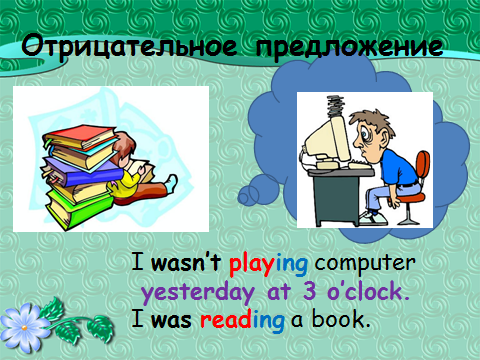 Отрицательное предложение
I wasn't playing computer
yesterday at 3 o'clock.
I was reading a book.